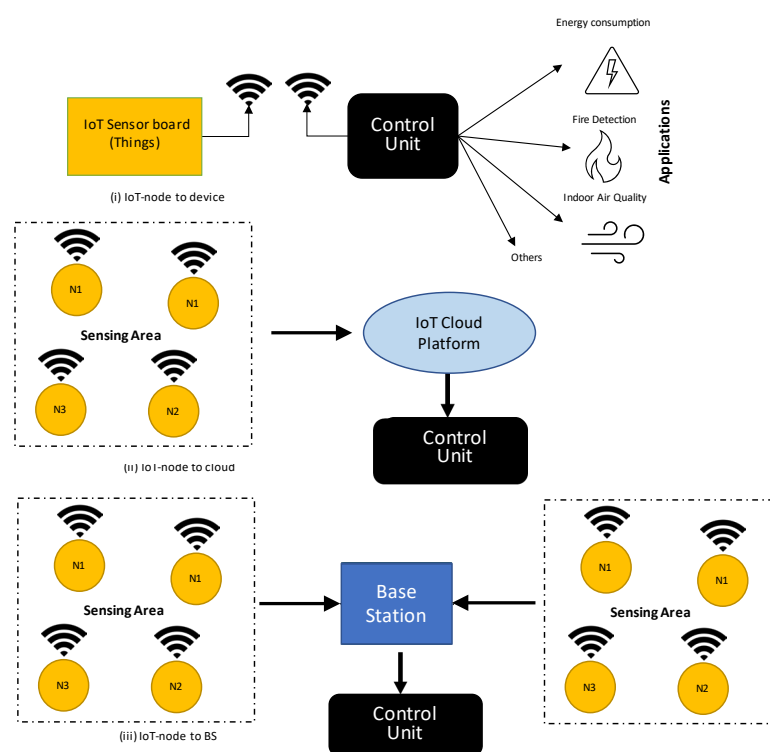 Energy consumption
IoT Sensor board
(Things)
Control
Unit
Fire Detection
Applications
Indoor Air Quality
Others
(i) IoT-node to device
N1
N1
Sensing Area
N3
N2
IoT Cloud
Platform
Control
Unit
(ii) IoT-node to cloud
N1
N1
Sensing Area
N3
N2
Base
Station
N1
N1
Sensing Area
N3
N2
Control
Unit
(iii) IoT-node to BS